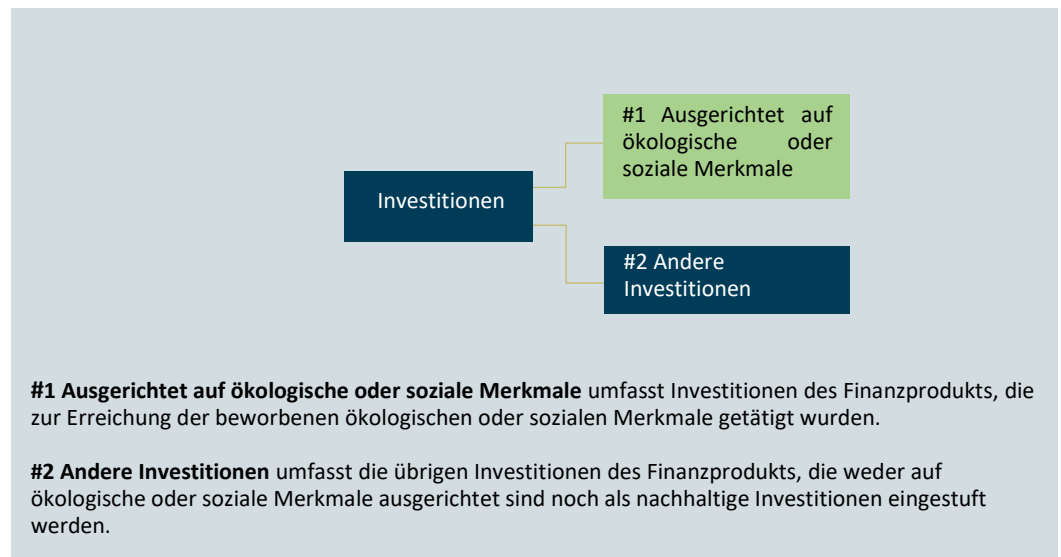 #1 Ausgerichtet auf
ökologische oder
soziale Merkmale
Investitionen
#2 Andere
Investitionen
#1 Ausgerichtet auf ökologische oder soziale Merkmale umfasst Investitionen des Finanzprodukts, die
zur Erreichung der beworbenen ökologischen oder sozialen Merkmale getätigt wurden.
#2 Andere Investitionen umfasst die übrigen Investitionen des Finanzprodukts, die weder auf
ökologische oder soziale Merkmale ausgerichtet sind noch als nachhaltige Investitionen eingestuft
werden.